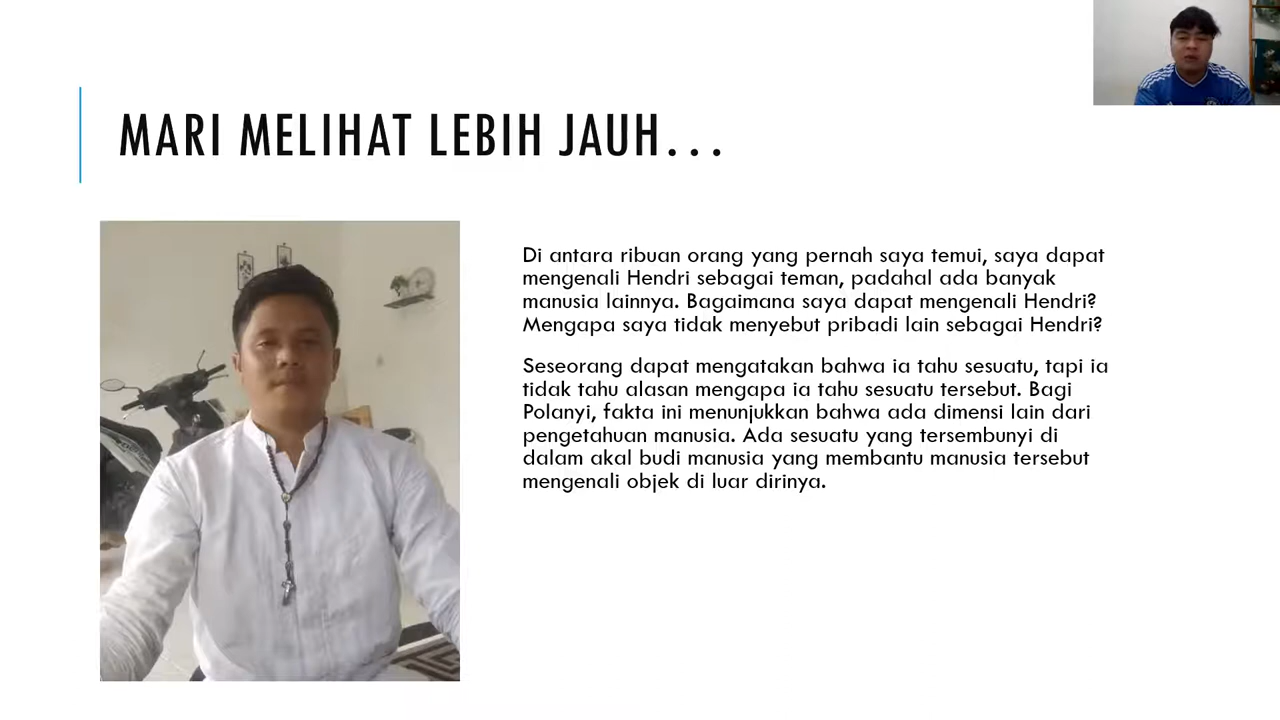 MARI MELIHAT LEBIH JAUH...
Di antara ribuan orang yang pernah saya temui, saya dapat
mengenali Hendri sebagai teman, padahal ada banyak
manusia lainnya. Bagaimana saya dapat mengenali Hendri?
Mengapa saya tidak menyebut pribadi lain sebagai Hendri?
Seseorang dapat mengatakan bahwa ia tahu sesuatu, tapi ia
tidak tahu alasan mengapa ia tahu sesuatu tersebut. Bagi
Polanyi, fakta ini menunjukkan bahwa ada dimensi lain dari
pengetahuan manusia. Ada sesuatu yang tersembunyi di
dalam akal budi manusia yang membantu manusia tersebut
mengenali objek di luar dirinya.